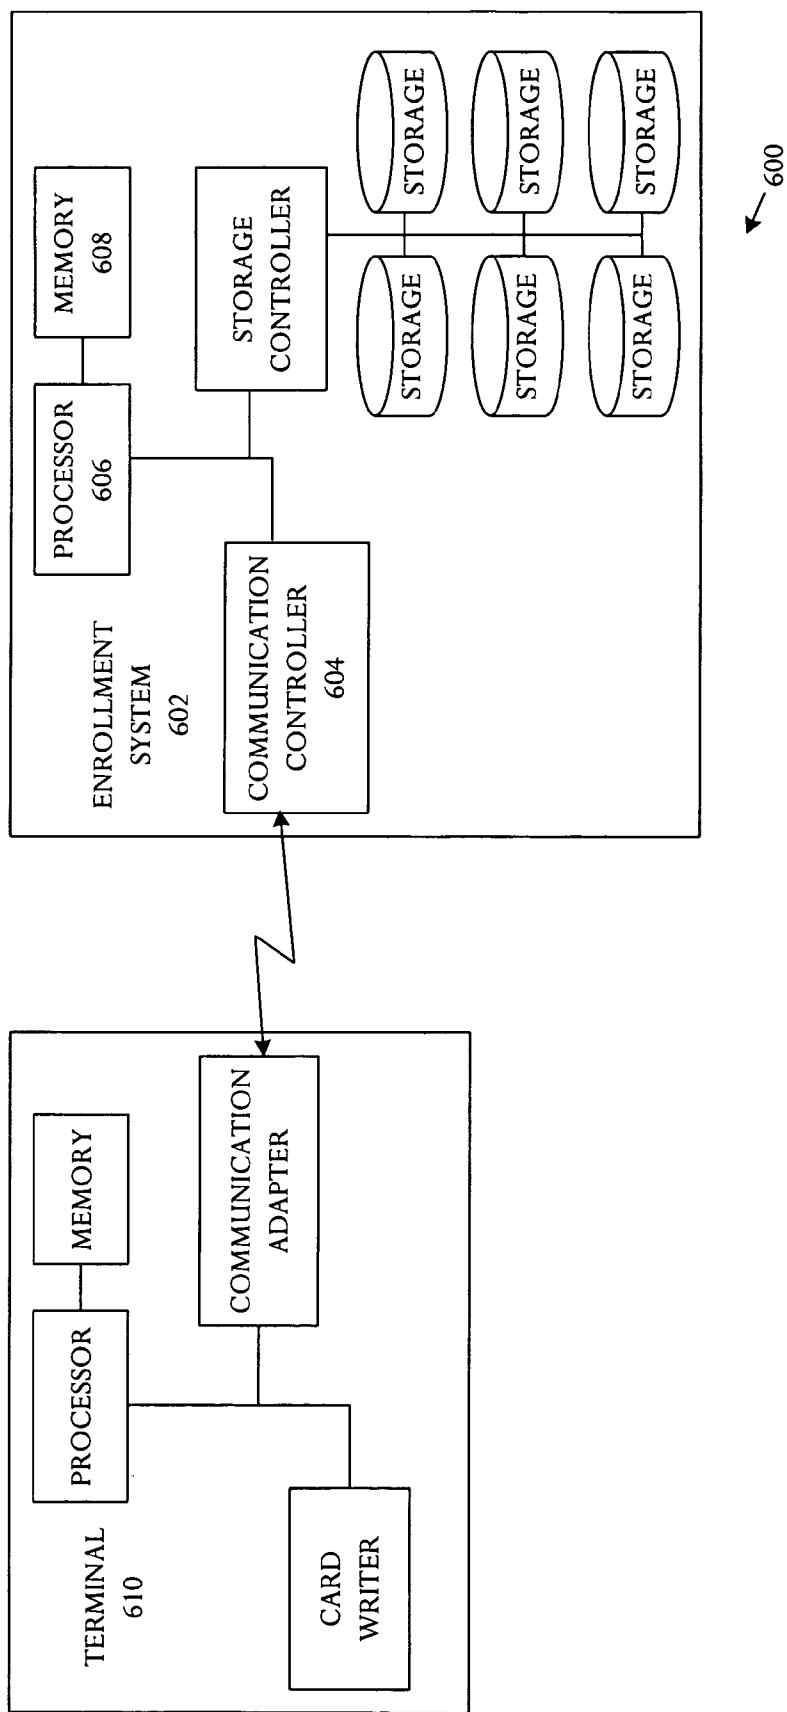 TERMINAL
610
PROCESSOR
MEMORY
COMMUNICATION
ADAPTER
CARD
WRITER
ENROLLMENT
SYSTEM
602
PROCESSOR
606
MEMORY
608
COMMUNICATION
CONTROLLER
604
STORAGE
CONTROLLER
STORAGE
STORAGE
STORAGE
STORAGE
STORAGE
STORAGE
600